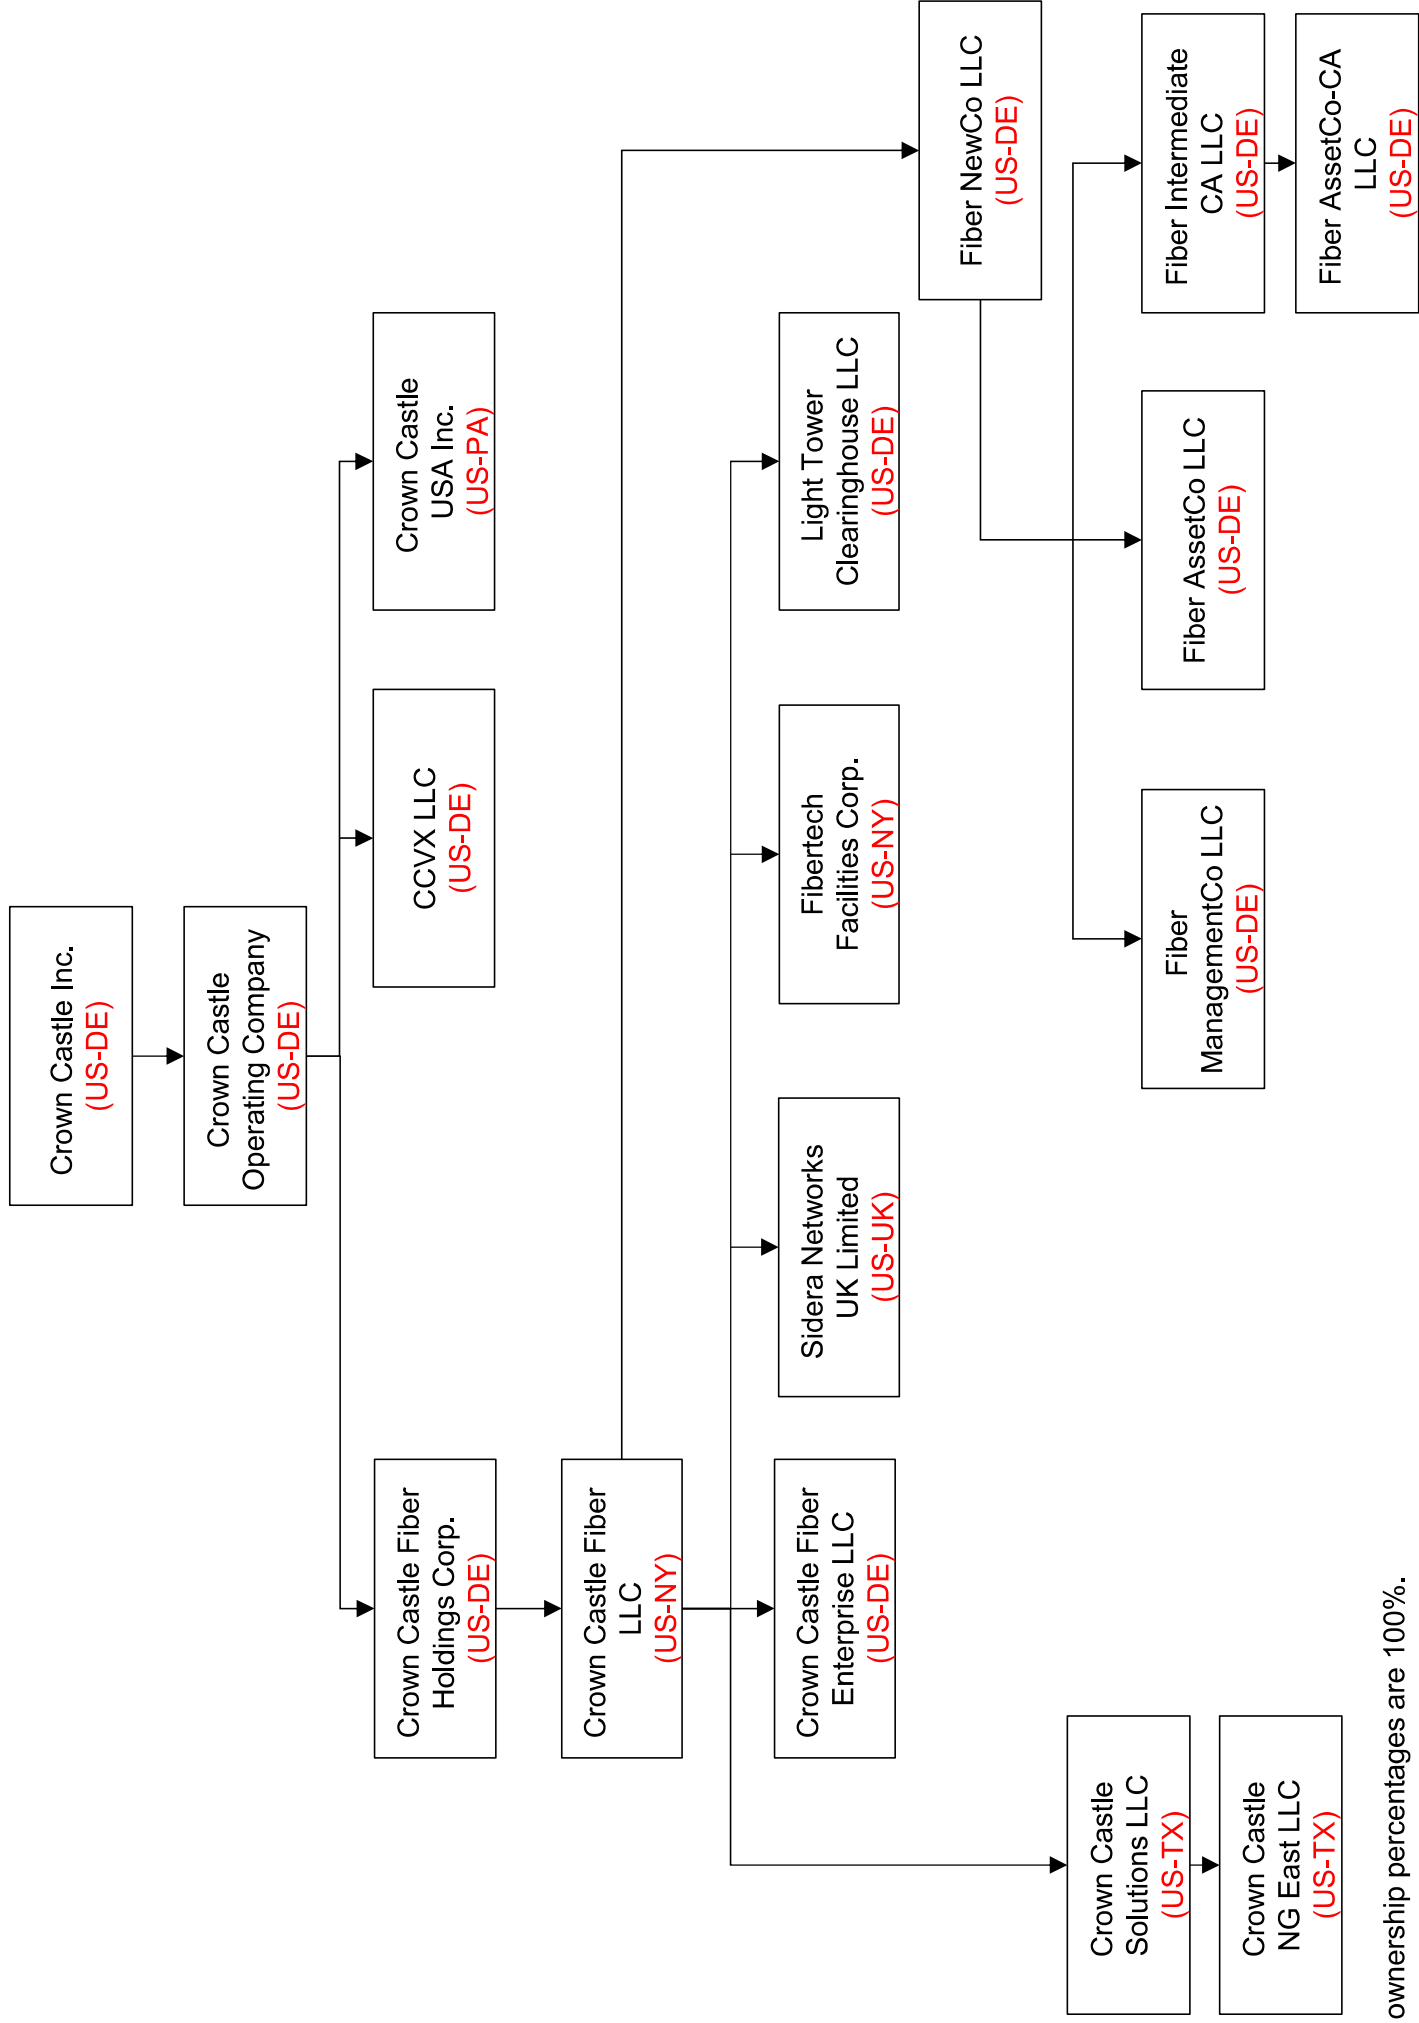 Crown Castle Inc.
(US-DE)
Crown Castle
Operating Company
(US-DE)
Crown Castle Fiber
Holdings Corp.
(US-DE)
CCVX LLC
(US-DE)
Crown Castle
USA Inc.
(US-PA)
Crown Castle Fiber
LLC
(US-NY)
Crown Castle Fiber
Enterprise LLC
(US-DE)
Sidera Networks
UK Limited
(US-UK)
Fibertech
Facilities Corp.
(US-NY)
Light Tower
Clearinghouse LLC
(US-DE)
Fiber NewCo LLC
(US-DE)
Crown Castle
Solutions LLC
(US-TX)
Crown Castle
NG East LLC
(US-TX)
Fiber
ManagementCo LLC
(US-DE)
Fiber AssetCo LLC
(US-DE)
Fiber Intermediate
CA LLC
(US-DE)
Fiber AssetCo-CA
LLC
(US-DE)
ownership percentages are 100%.